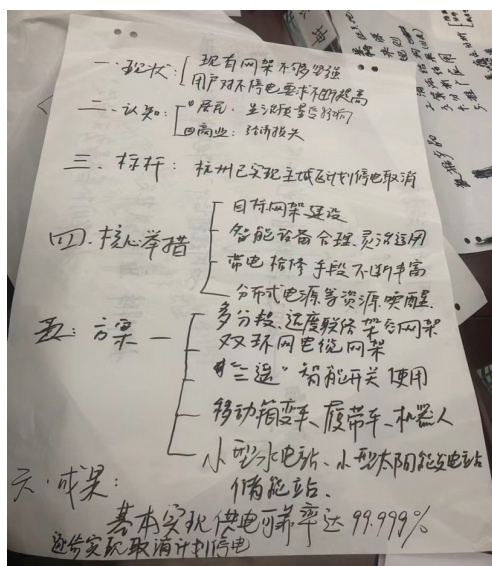 一、现状：现有网架不够坚强
用户对不停电要求不断提高
二、认知：①居民：生活质量受影响
②商业：经济损失
三、标杆：杭州已实现主城区计划停电取消
四、核心举措
目标网架建设
智能设备合理、灵活运用
带电检修手段不断丰富
分布式电源等资源唤醒
五：方案
多分段、适度联络架空网架
双环网电缆网架
"三遥"智能开关使用
移动箱变车、履带车、机器人
小型水电站、小型太阳能发电站
储能站、
六、成果：
基本实现供电可靠率达99.999%
逐步实现取消计划停电